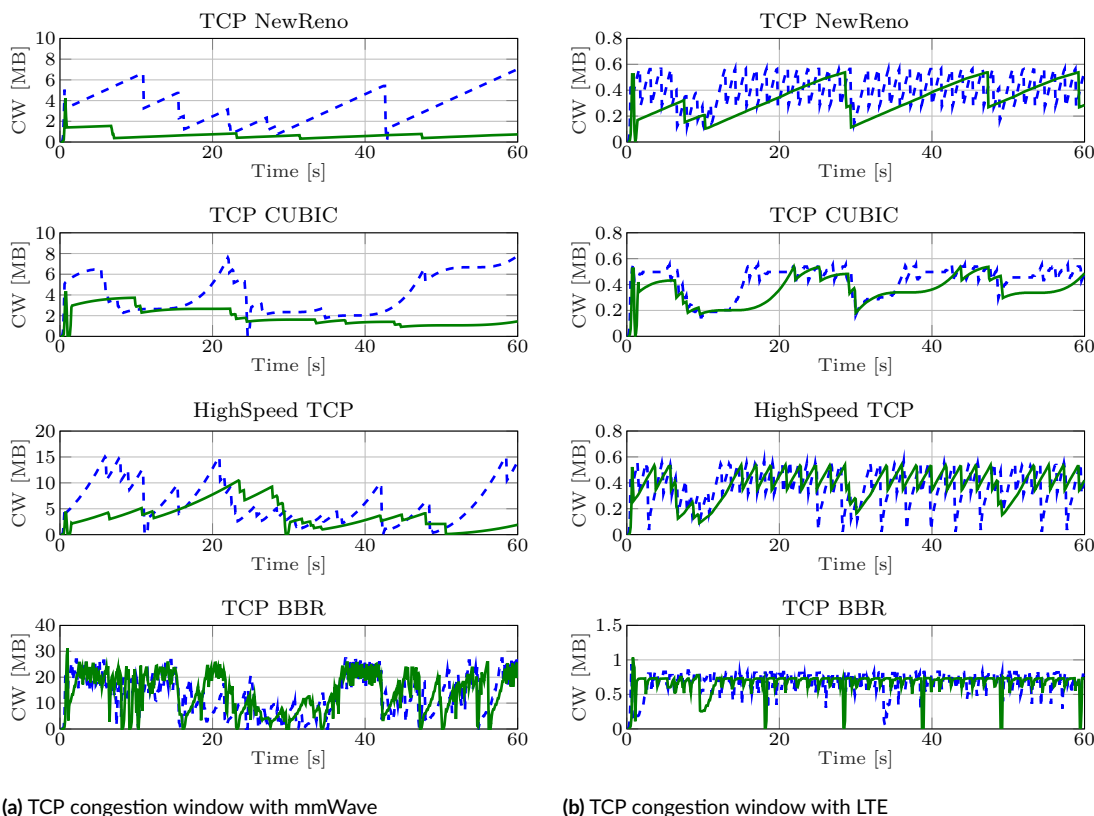 TCP NewReno
CW [MB]
10
8
6
4
2
0
0 20 40 60
Time [s]
TCP CUBIC
CW [MB]
10
8
6
4
2
0
0 20 40 60
Time [s]
HighSpeed TCP
CW [MB]
20
15
10
5
0
0 20 40 60
Time [s]
TCP BBR
CW [MB]
40
30
20
10
0
0 20 40 60
Time [s]
(a) TCP congestion window with mmWave
TCP NewReno
CW [MB]
0.8
0.6
0.4
0.2
0
0 20 40 60
Time [s]
TCP CUBIC
CW [MB]
0.8
0.6
0.4
0.2
0
0 20 40 60
Time [s]
HighSpeed TCP
CW [MB]
0.8
0.6
0.4
0.2
0
0 20 40 60
Time [s]
TCP BBR
CW [MB]
1.5
1
0.5
0
0 20 40 60
Time [s]
(b) TCP congestion window with LTE